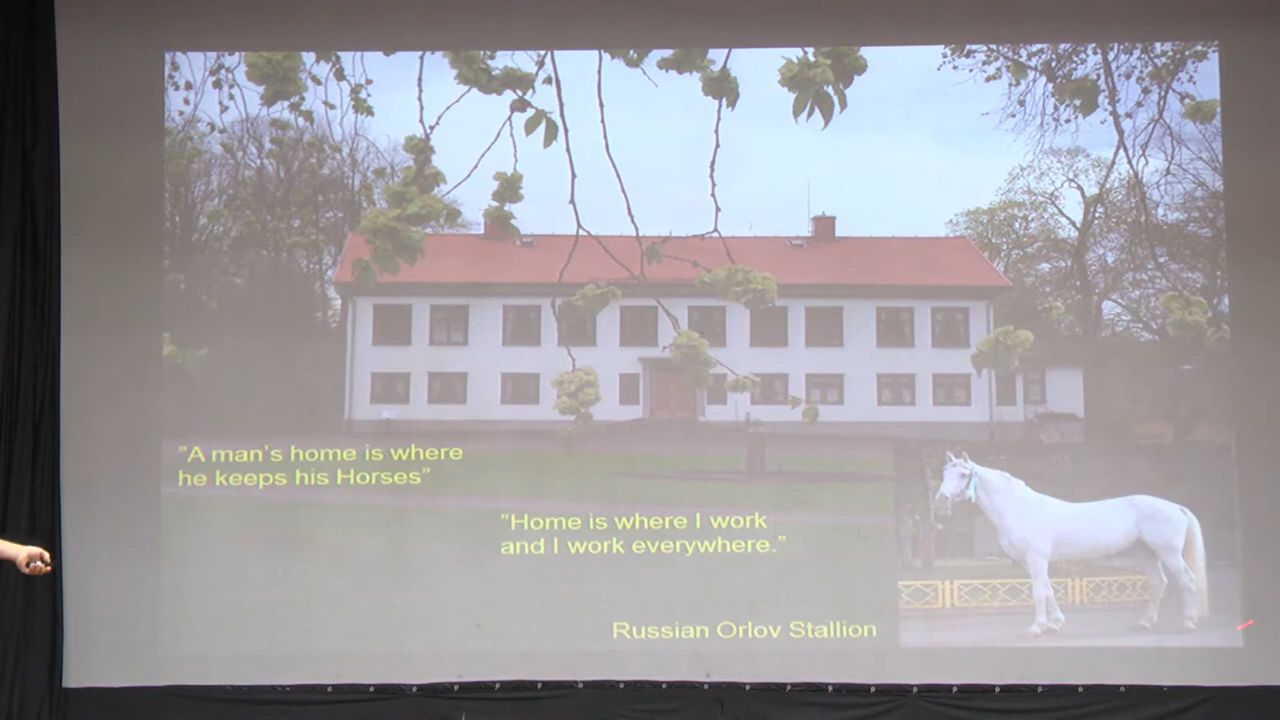 ”A man's home is where
he keeps his Horses”
”Home is where I work
and I work everywhere.”
Russian Orlov Stallion